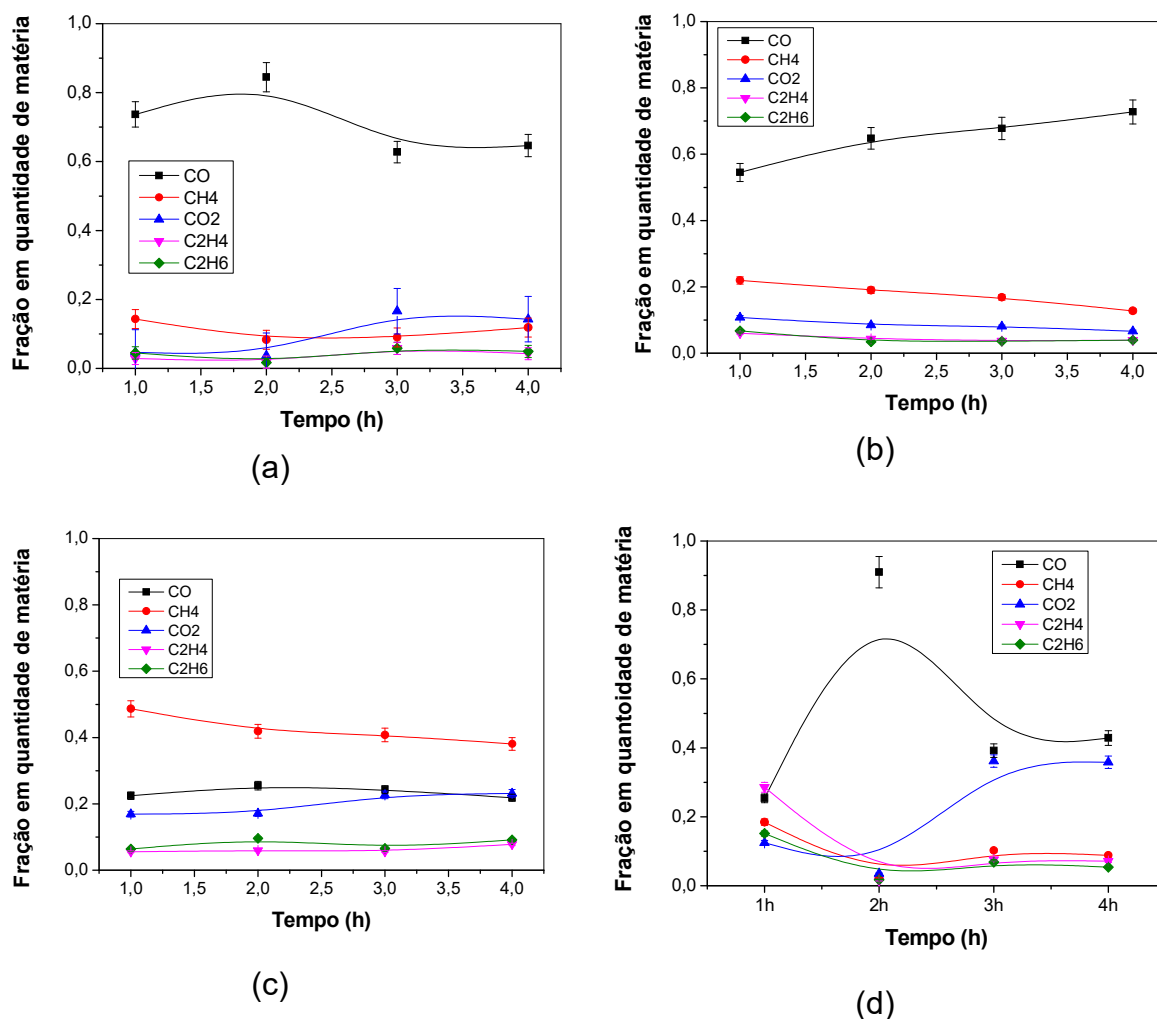 Fração em quantidade de matéria
1,0
0,8
0,6
0,4
0,2
0,0
CO
CH4
CO2
C2H4
C2H6
1,0 1,5 2,0 2,5 3,0 3,5 4,0
Tempo (h)
(a)
Fração em quantidade de matéria
1,0
0,8
0,6
0,4
0,2
0,0
CO
CH4
CO2
C2H4
C2H6
1,0 1,5 2,0 2,5 3,0 3,5 4,0
Tempo (h)
(b)
Fração em quantidade de matéria
1,0
0,8
0,6
0,4
0,2
0,0
CO
CH4
CO2
C2H4
C2H6
1,0 1,5 2,0 2,5 3,0 3,5 4,0
Tempo (h)
(c)
Fração em quantoidade de matéria
1,0
0,8
0,6
0,4
0,2
0,0
CO
CH4
CO2
C2H4
C2H6
1h 2h 3h 4h
Tempo (h)
(d)